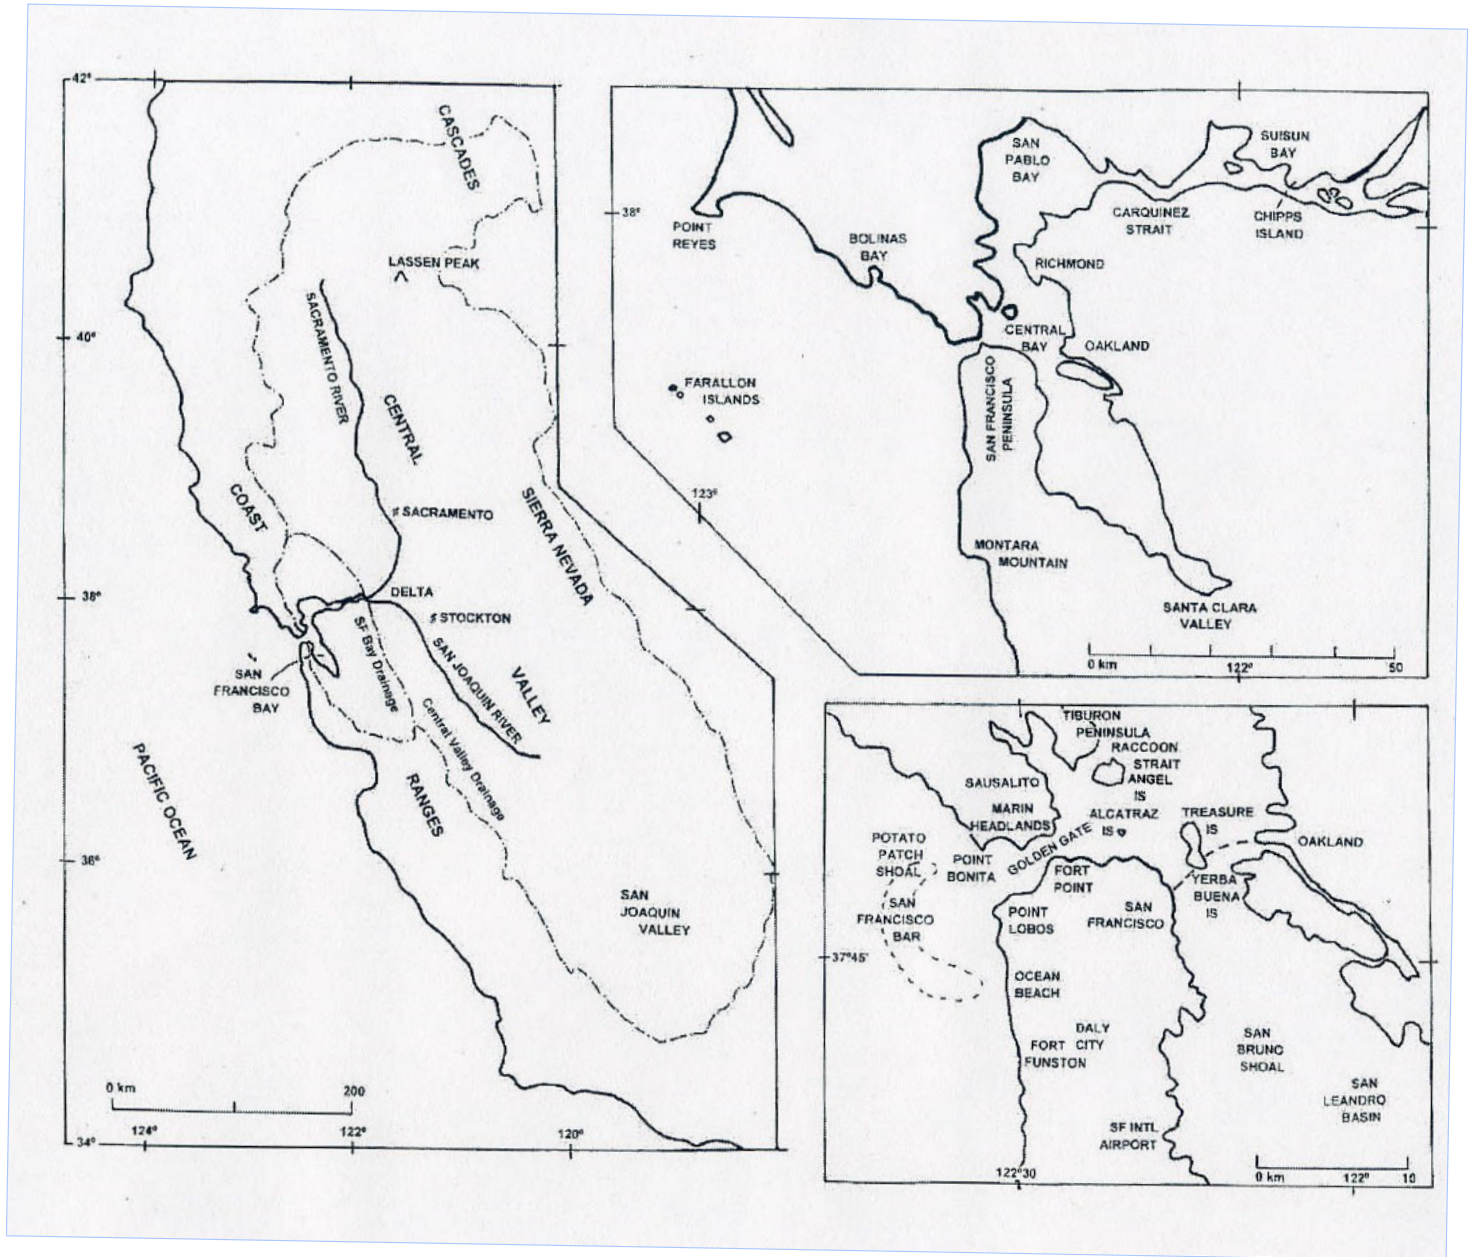 42°
CASCADES
LASSEN PEAK
SACRAMENTO RIVER
40°
CENTRAL
COAST
SACRAMENTO
SIERRA NEVADA
38°
DELTA
STOCKTON
SF Bay Drainage
SAN JOAQUIN RIVER
SAN
FRANCISCO
BAY
VALLEY
Central Valley Drainage
PACIFIC OCEAN
RANGES
36°
SAN
JOAQUIN
VALLEY
0 km
200
34°
124°
122°
120°
SAN
PABLO
BAY
SUISUN
BAY
38°
POINT
REYES
BOLINAS
BAY
CARQUINEZ
STRAIT
CHIPPS
ISLAND
RICHMOND
CENTRAL
BAY
OAKLAND
FARALLON
ISLANDS
SAN FRANCISCO
PENINSULA
123°
MONTARA
MOUNTAIN
SANTA CLARA
VALLEY
0 km
122°
50
TIBURON
PENINSULA
RACCOON
STRAIT
SAUSALITO
ANGEL
IS
MARIN
HEADLANDS
ALCATRAZ
IS
TREASURE
IS
POTATO
PATCH
SHOAL
POINT
BONITA
GOLDEN GATE
OAKLAND
FORT
POINT
YERBA
BUENA
IS
SAN
FRANCISCO
BAR
POINT
LOBOS
SAN
FRANCISCO
37°45'
OCEAN
BEACH
DALY
CITY
FORT
FUNSTON
SAN
BRUNO
SHOAL
SAN
LEANDRO
BASIN
SF INTL
AIRPORT
122°30
0 km
122°
10